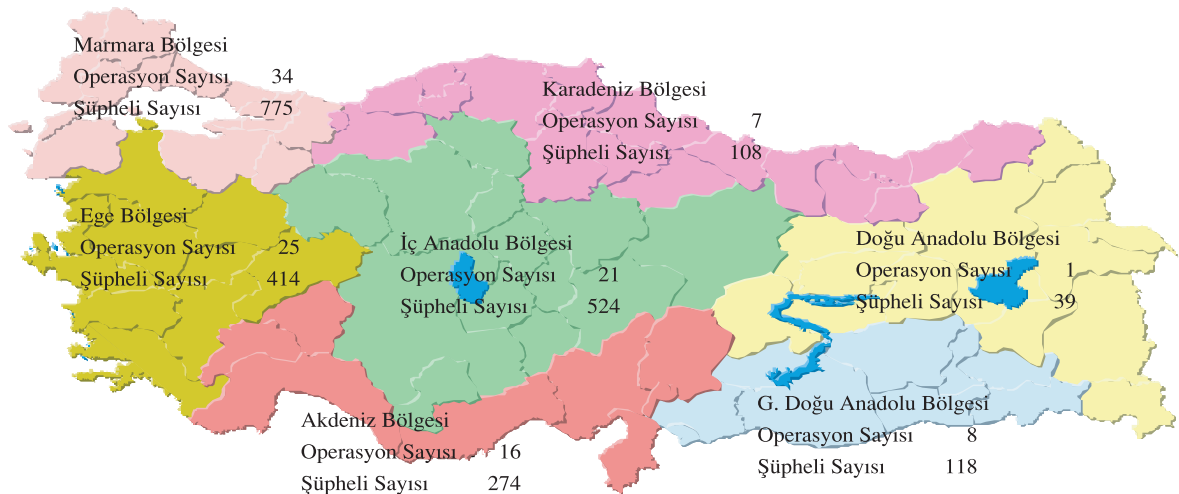 Marmara Bölgesi
Operasyon Sayısı 34
Şüpheli Sayısı 775
Karadeniz Bölgesi
Operasyon Sayısı 7
Şüpheli Sayısı 108
Ege Bölgesi
Operasyon Sayısı 25
Şüpheli Sayısı 414
İç Anadolu Bölgesi
Operasyon Sayısı 21
Şüpheli Sayısı 524
Doğu Anadolu Bölgesi
Operasyon Sayısı 1
Şüpheli Sayısı 39
Akdeniz Bölgesi
Operasyon Sayısı 16
Şüpheli Sayısı 274
G. Doğu Anadolu Bölgesi
Operasyon Sayısı 8
Şüpheli Sayısı 118